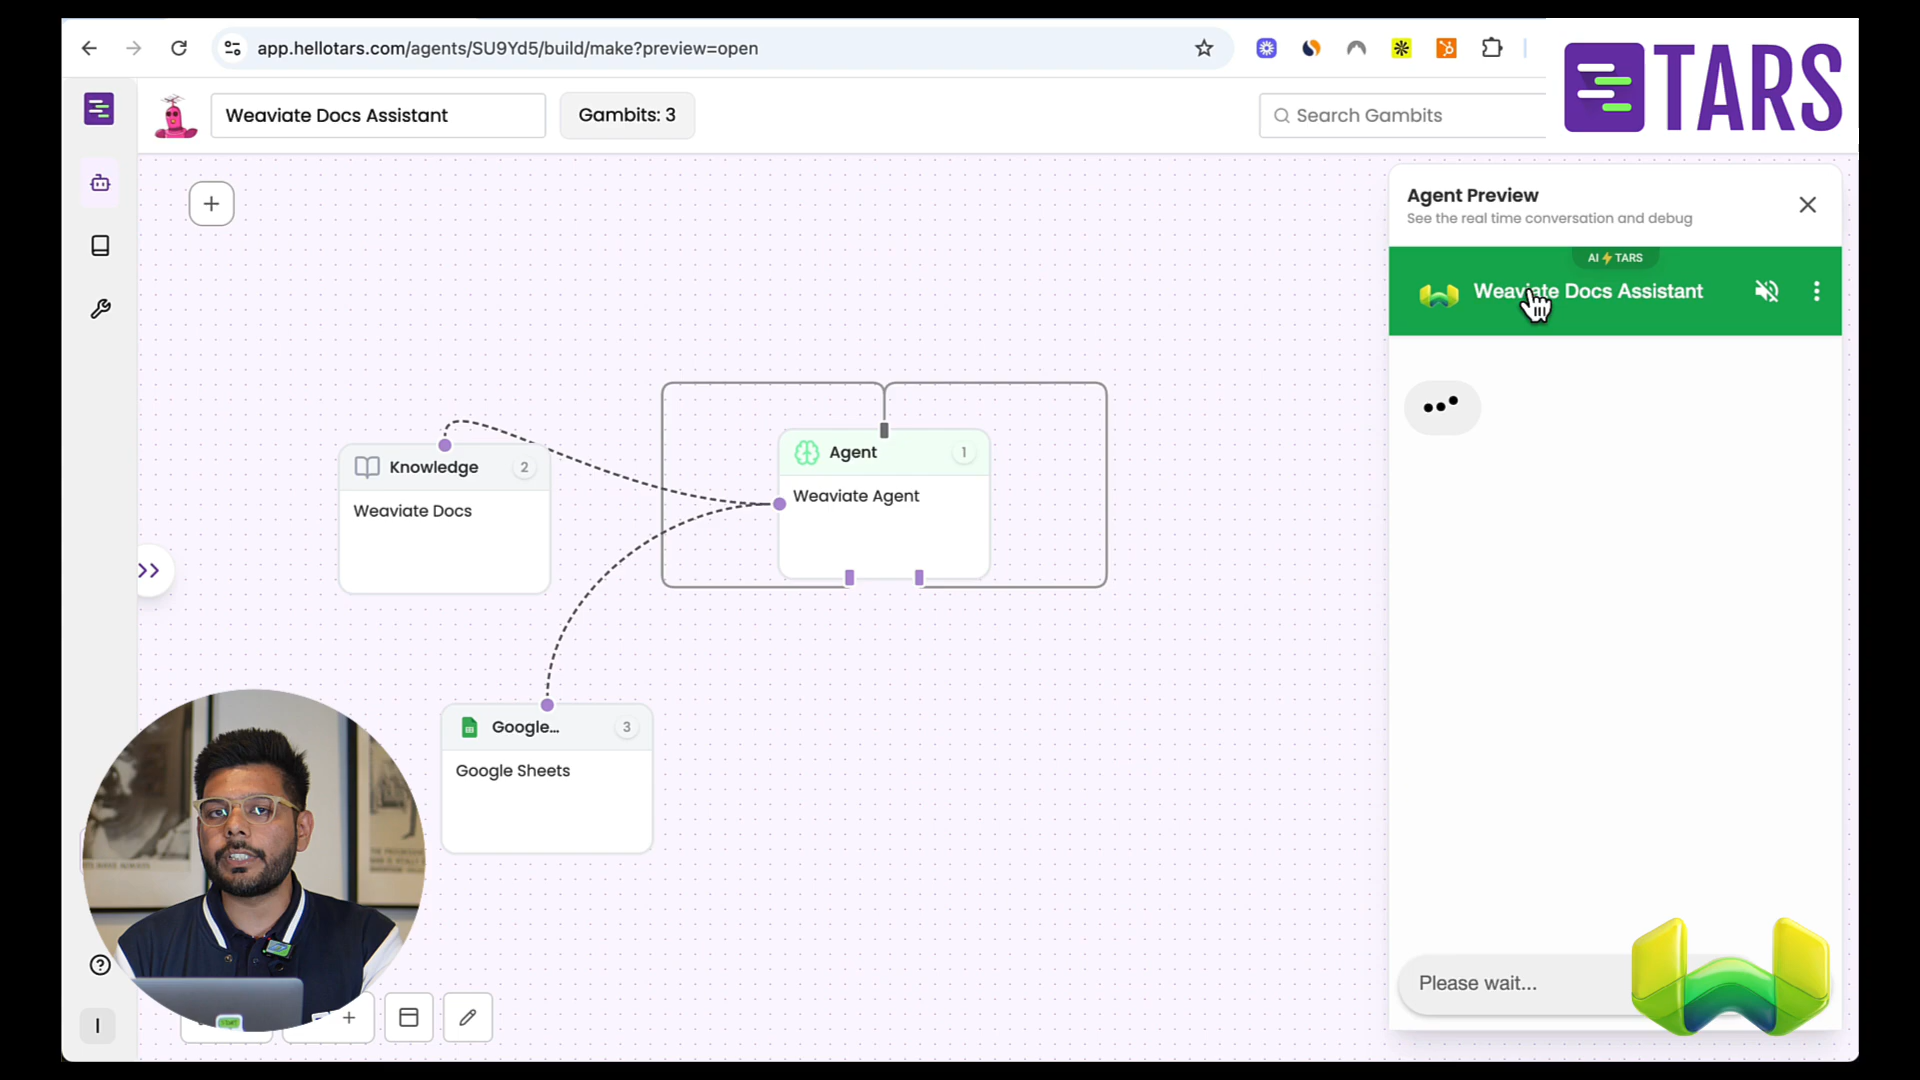 app.hellotars.com/agents/SU9Yd5/build/make?preview=open
TARS
Weaviate Docs Assistant
Gambits: 3
Search Gambits
Agent Preview
See the real time conversation and debug
AI⚡TARS
Weaviate Docs Assistant
Knowledge
2
Weaviate Docs
Agent
1
Weaviate Agent
Google...
3
Google Sheets
Please wait...
I